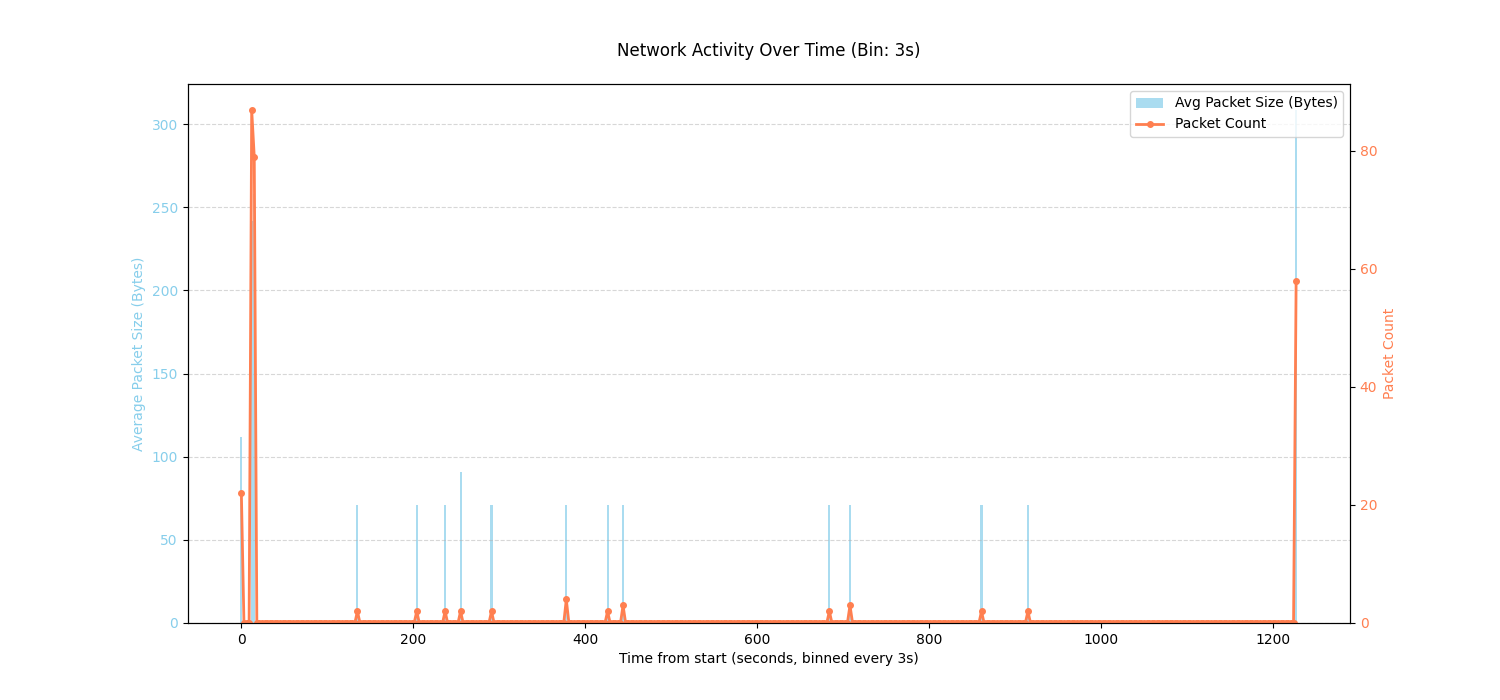 Network Activity Over Time (Bin: 3s)
Avg Packet Size (Bytes)
Packet Count
300
250
200
150
100
50
0
Average Packet Size (Bytes)
80
60
40
20
0
Packet Count
0 200 400 600 800 1000 1200
Time from start (seconds, binned every 3s)